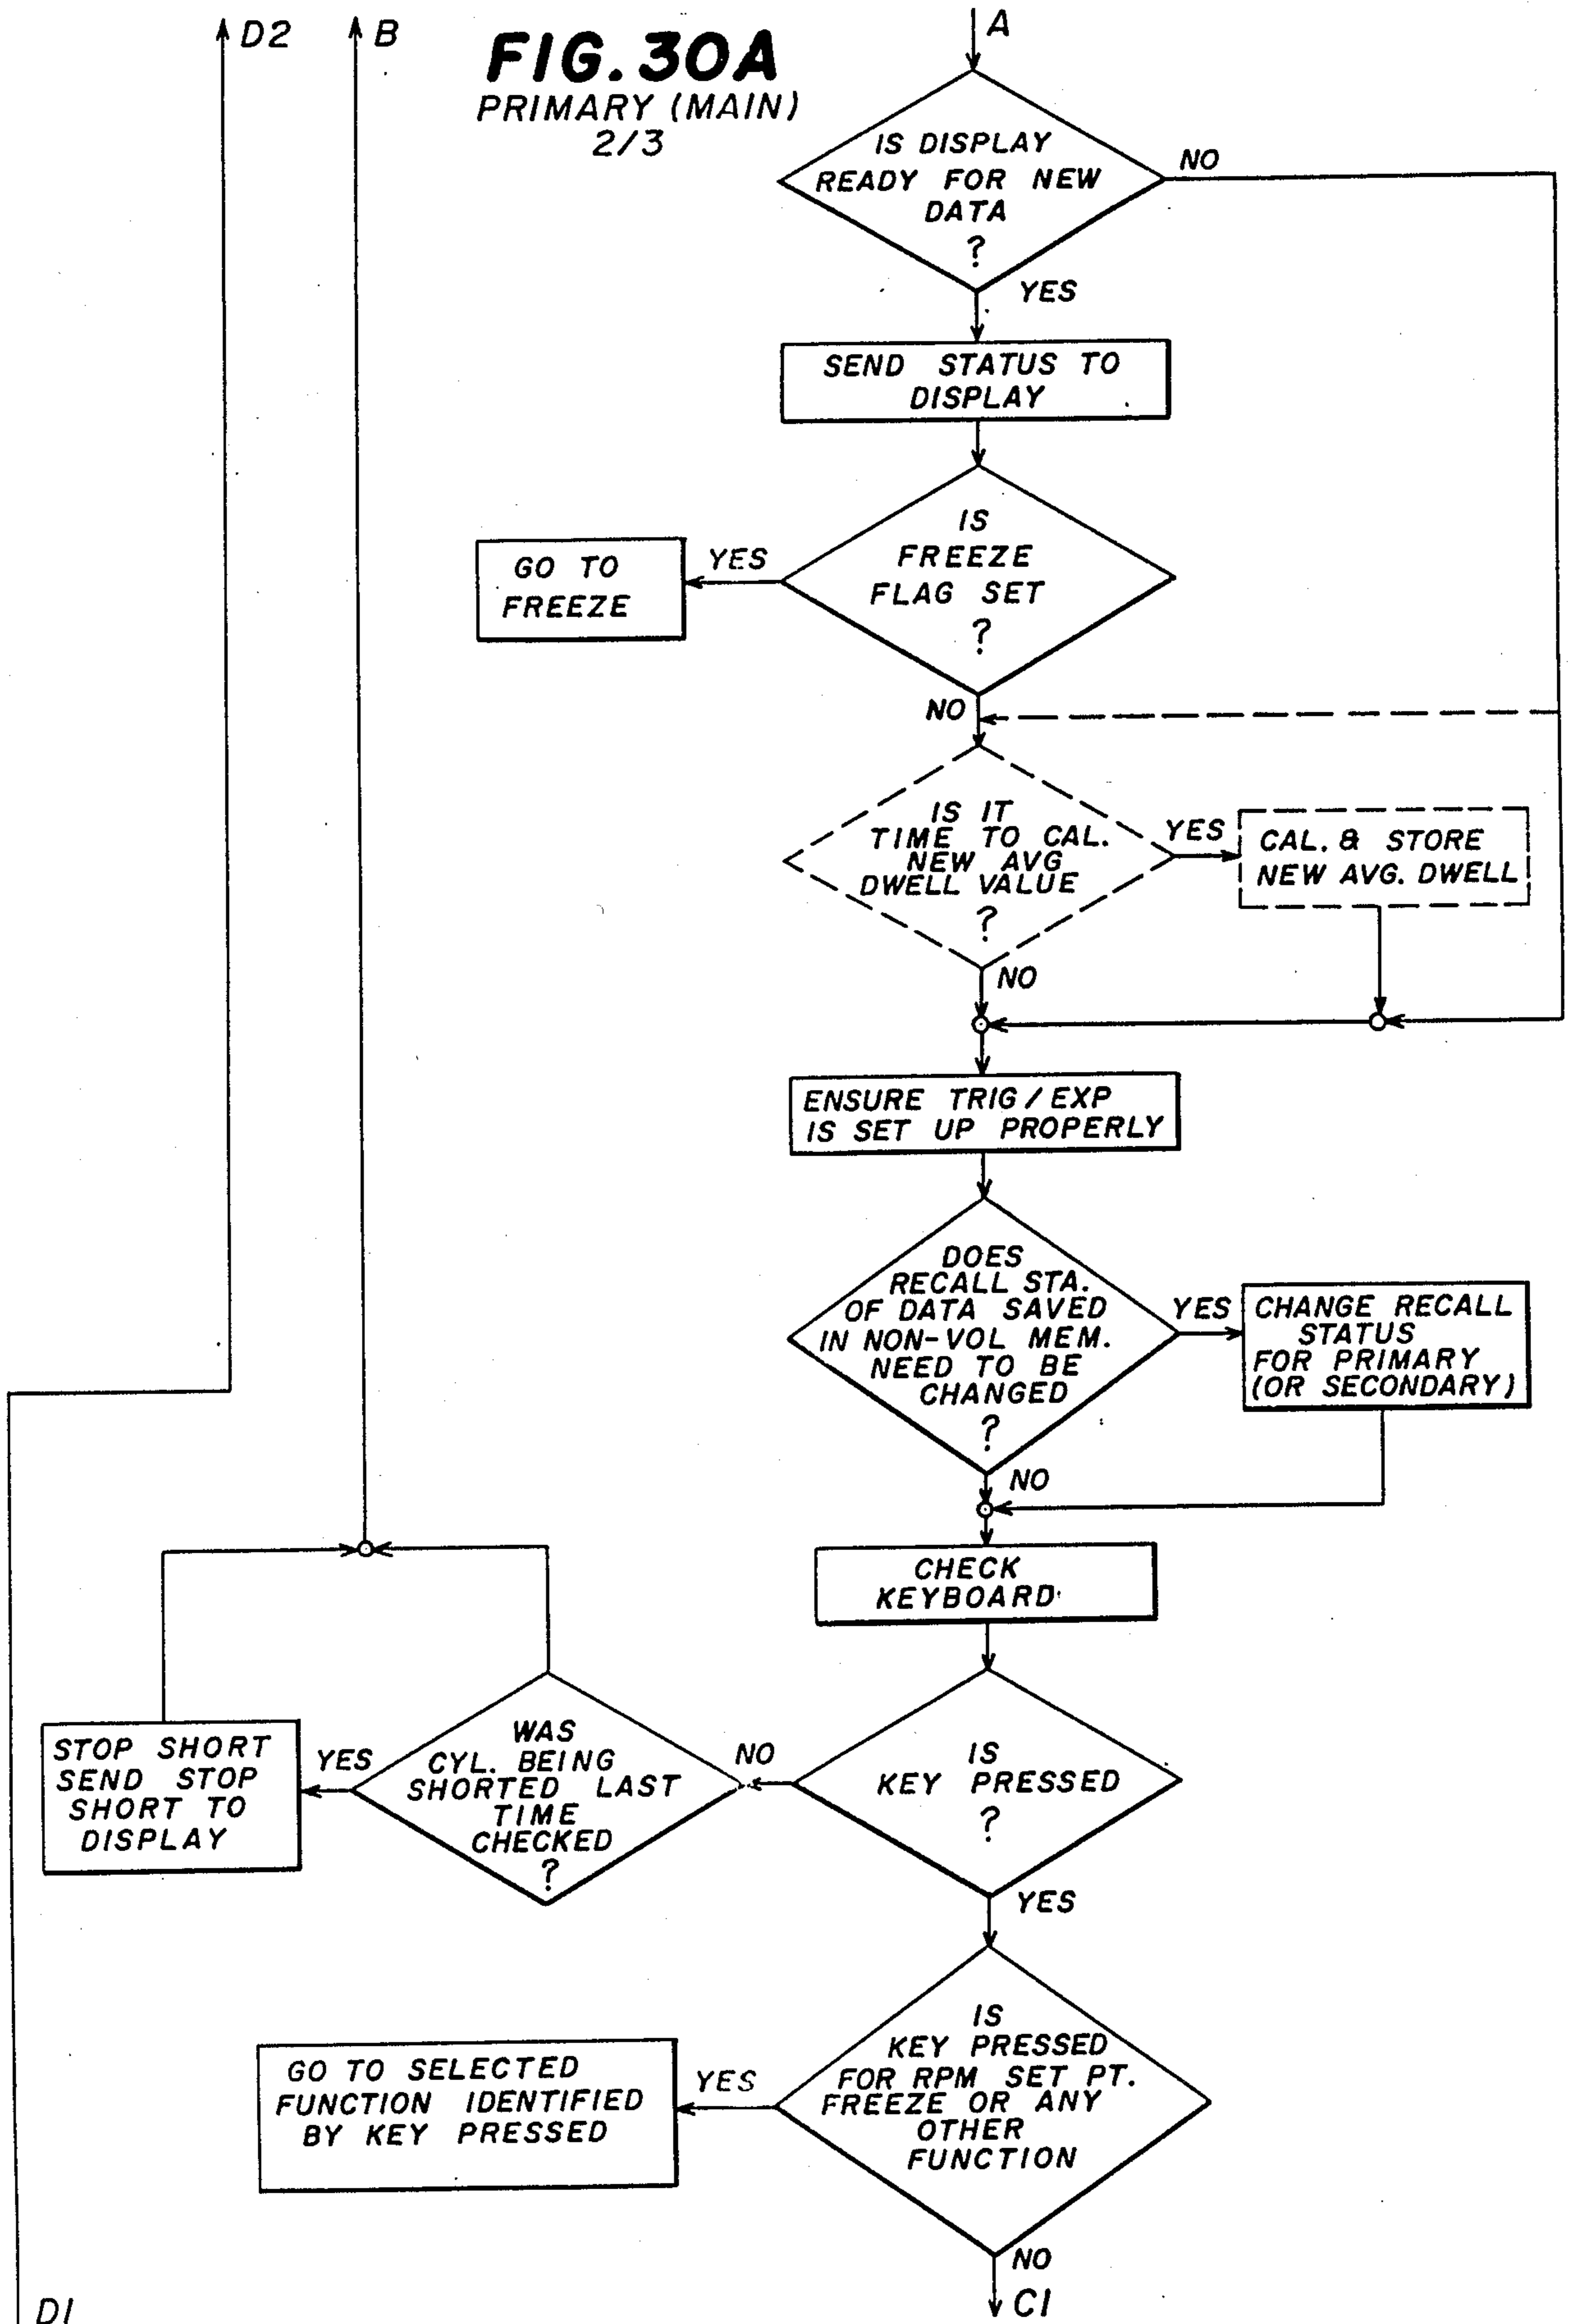 D2
B
FIG.30A
PRIMARY (MAIN)
2/3
A
IS DISPLAY
READY FOR NEW
DATA
?
NO
YES
SEND STATUS TO
DISPLAY
IS
FREEZE
FLAG SET
?
YES
GO TO
FREEZE
NO
IS IT
TIME TO CAL.
NEW AVG
DWELL VALUE
?
YES
CAL. & STORE
NEW AVG. DWELL
NO
ENSURE TRIG/EXP
IS SET UP PROPERLY
DOES
RECALL STA.
OF DATA SAVED
IN NON-VOL MEM.
NEED TO BE
CHANGED
?
YES
CHANGE RECALL
STATUS
FOR PRIMARY
(OR SECONDARY)
NO
CHECK
KEYBOARD
IS
KEY PRESSED
?
NO
WAS
CYL. BEING
SHORTED LAST
TIME
CHECKED
?
YES
STOP SHORT
SEND STOP
SHORT TO
DISPLAY
YES
IS
KEY PRESSED
FOR RPM SET PT.
FREEZE OR ANY
OTHER
FUNCTION
YES
GO TO SELECTED
FUNCTION IDENTIFIED
BY KEY PRESSED
NO
C1
D1